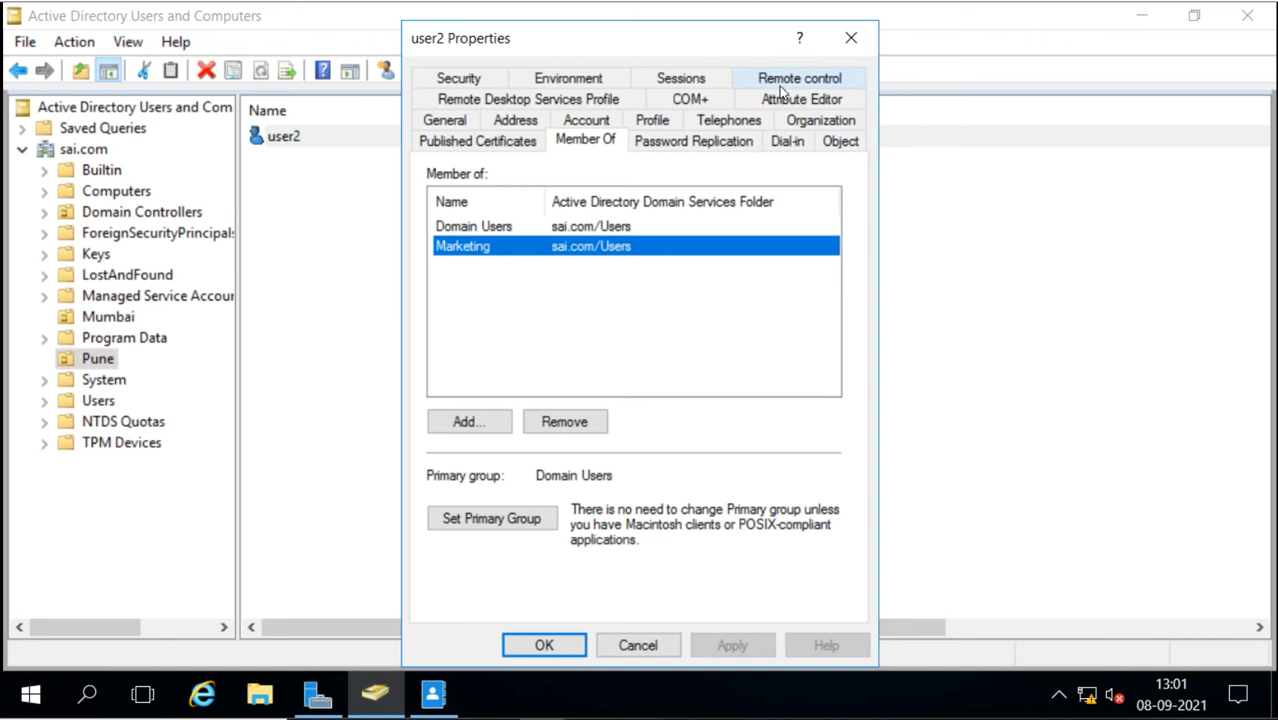 Active Directory Users and Computers
File Action View Help
Active Directory Users and Com
Saved Queries
sai.com
Builtin
Computers
Domain Controllers
ForeignSecurityPrincipals
Keys
LostAndFound
Managed Service Accou
Mumbai
Program Data
Pune
System
Users
NTDS Quotas
TPM Devices
Name
user2
user2 Properties
?
Security Environment Sessions Remote control
Remote Desktop Services Profile COM+ Attribute Editor
General Address Account Profile Telephones Organization
Published Certificates Member Of Password Replication Dial-in Object
Member of:
Name Active Directory Domain Services Folder
Domain Users sai.com/Users
Marketing sai.com/Users
Add... Remove
Primary group: Domain Users
Set Primary Group
There is no need to change Primary group unless
you have Macintosh clients or POSIX-compliant
applications.
OK Cancel Apply Help
13:01
08-09-2021